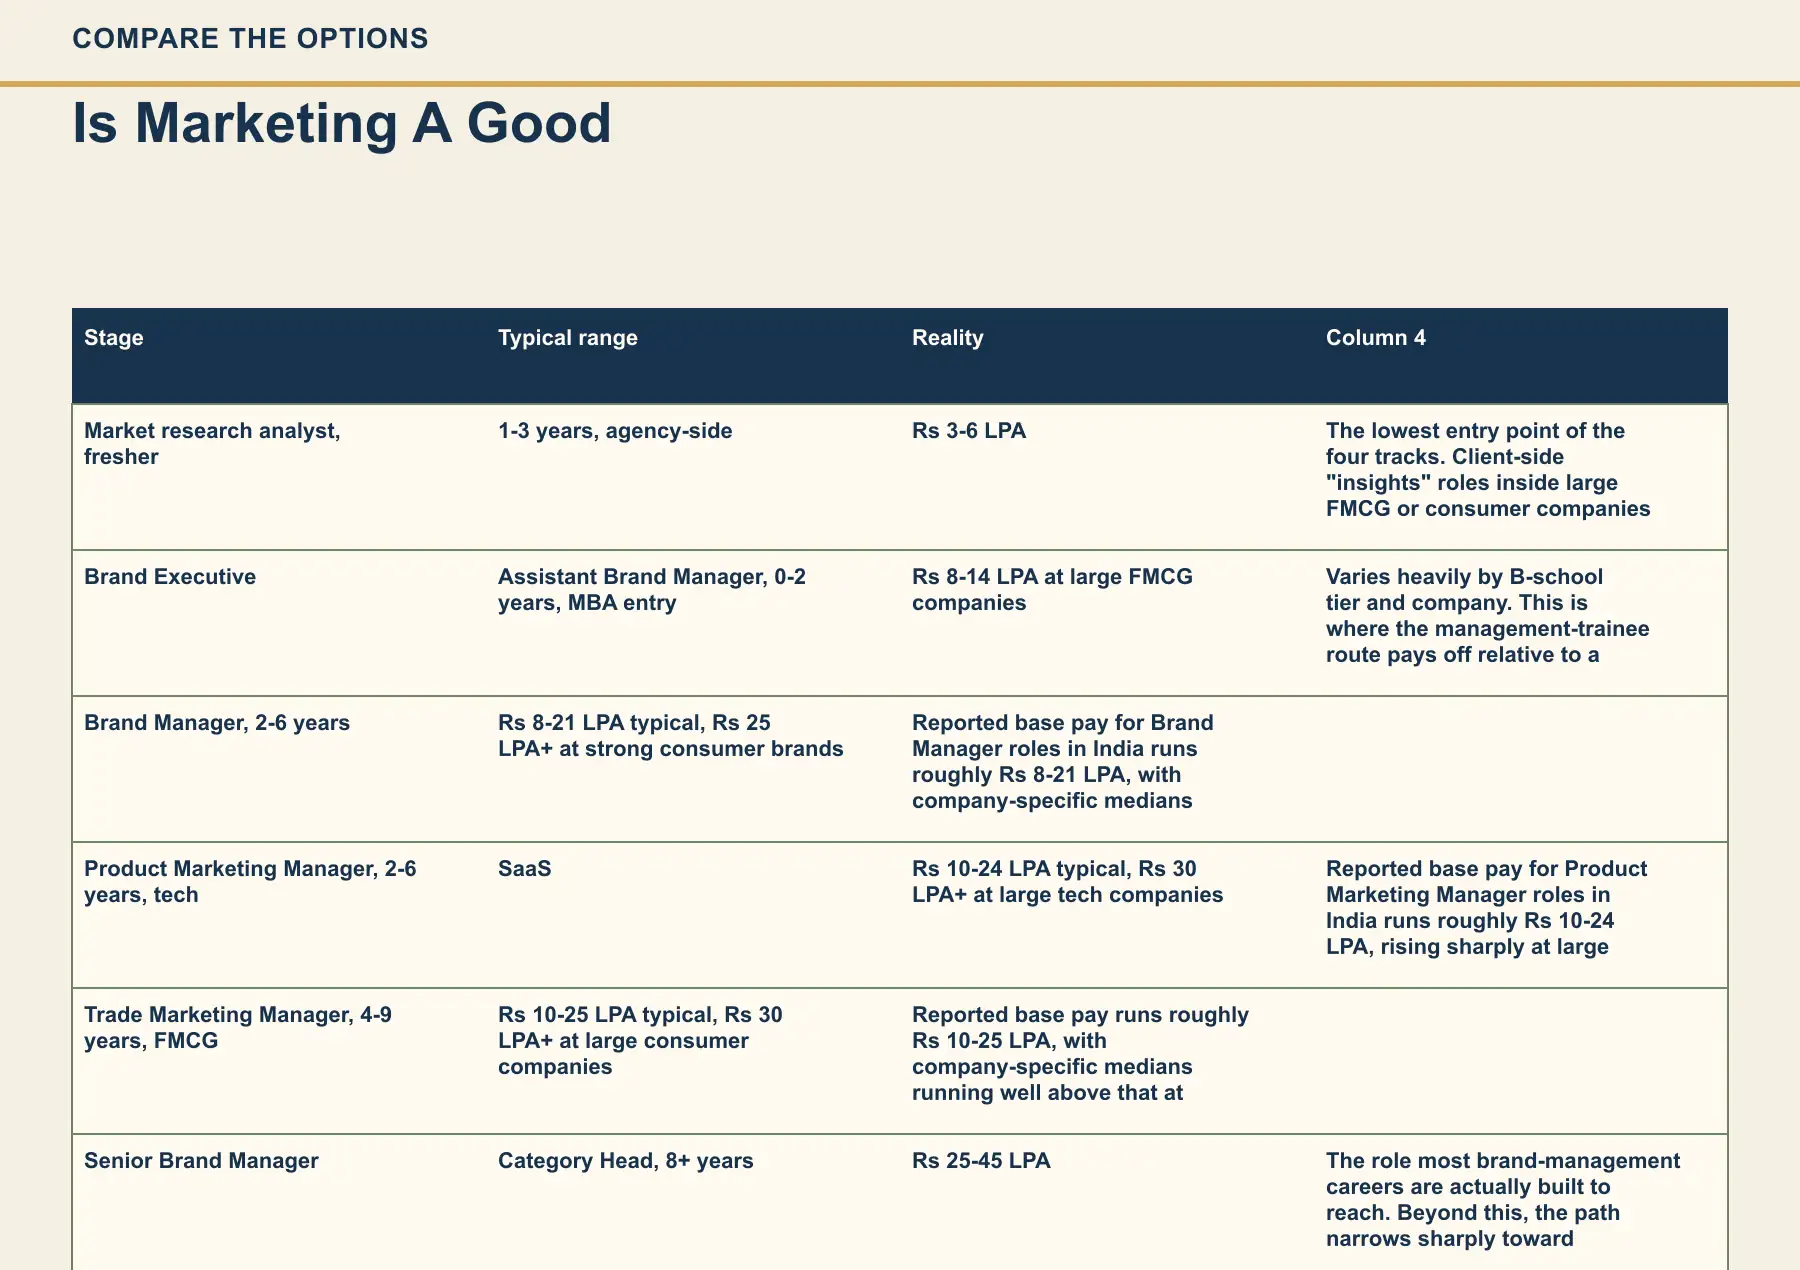 COMPARE THE OPTIONS
Is Marketing A Good
Stage
Typical range
Reality
Column 4
Market research analyst,
fresher
1-3 years, agency-side
Rs 3-6 LPA
The lowest entry point of the
four tracks. Client-side
"insights" roles inside large
FMCG or consumer companies
Brand Executive
Assistant Brand Manager, 0-2
years, MBA entry
Rs 8-14 LPA at large FMCG
companies
Varies heavily by B-school
tier and company. This is
where the management-trainee
route pays off relative to a
Brand Manager, 2-6 years
Rs 8-21 LPA typical, Rs 25
LPA+ at strong consumer brands
Reported base pay for Brand
Manager roles in India runs
roughly Rs 8-21 LPA, with
company-specific medians
Product Marketing Manager, 2-6
years, tech
SaaS
Rs 10-24 LPA typical, Rs 30
LPA+ at large tech companies
Reported base pay for Product
Marketing Manager roles in
India runs roughly Rs 10-24
LPA, rising sharply at large
Trade Marketing Manager, 4-9
years, FMCG
Rs 10-25 LPA typical, Rs 30
LPA+ at large consumer
companies
Reported base pay runs roughly
Rs 10-25 LPA, with
company-specific medians
running well above that at
Senior Brand Manager
Category Head, 8+ years
Rs 25-45 LPA
The role most brand-management
careers are actually built to
reach. Beyond this, the path
narrows sharply toward